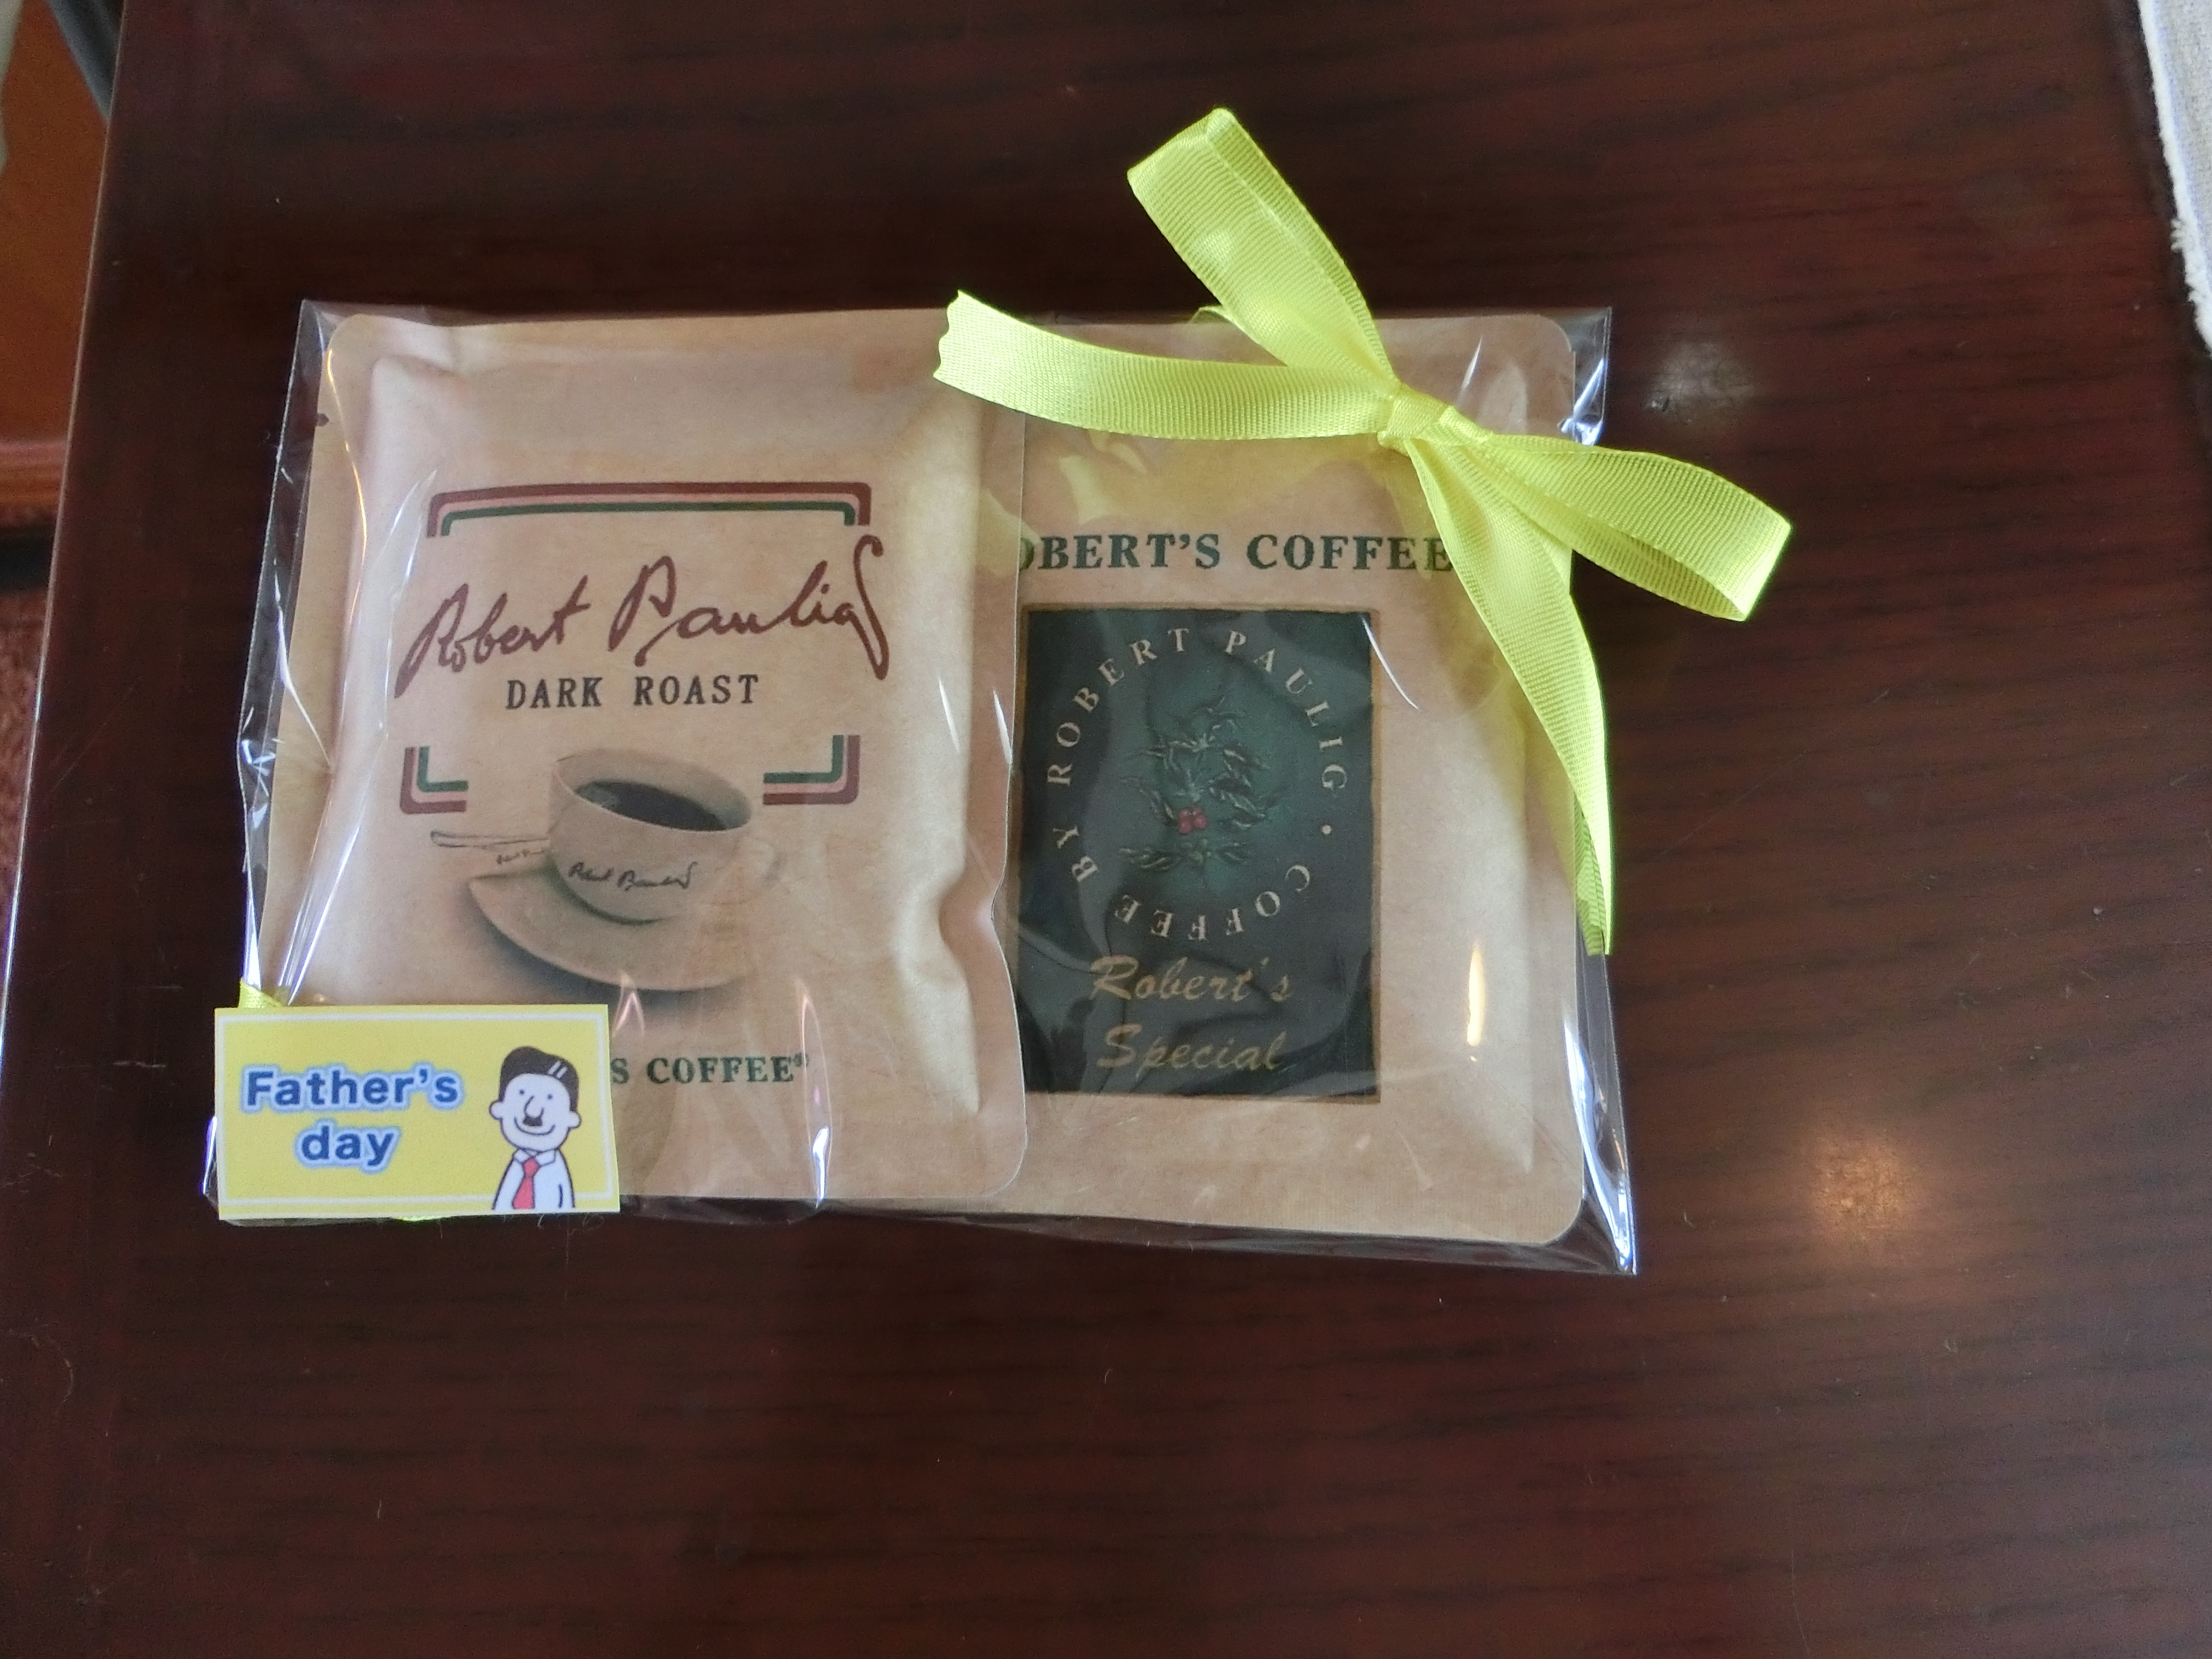 Robert Paulig
DARK ROAST
Robert Paulig
S COFFEE®
Father's
day
OBERT'S COFFEE
COFFEE BY ROBERT PAULIG •
Robert's
Special